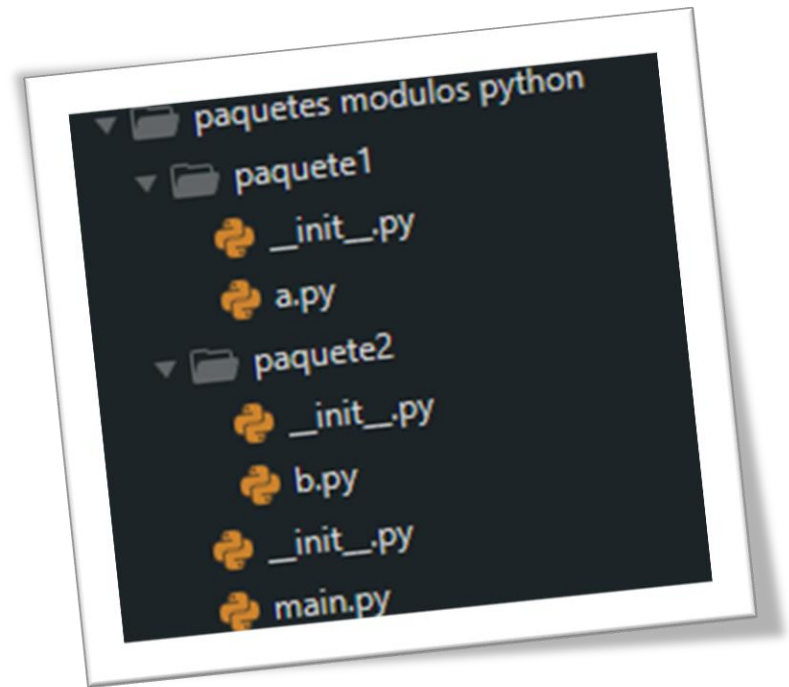 paquetes modulos python
paquete1
__init__.py
a.py
paquete2
__init__.py
b.py
__init__.py
main.py